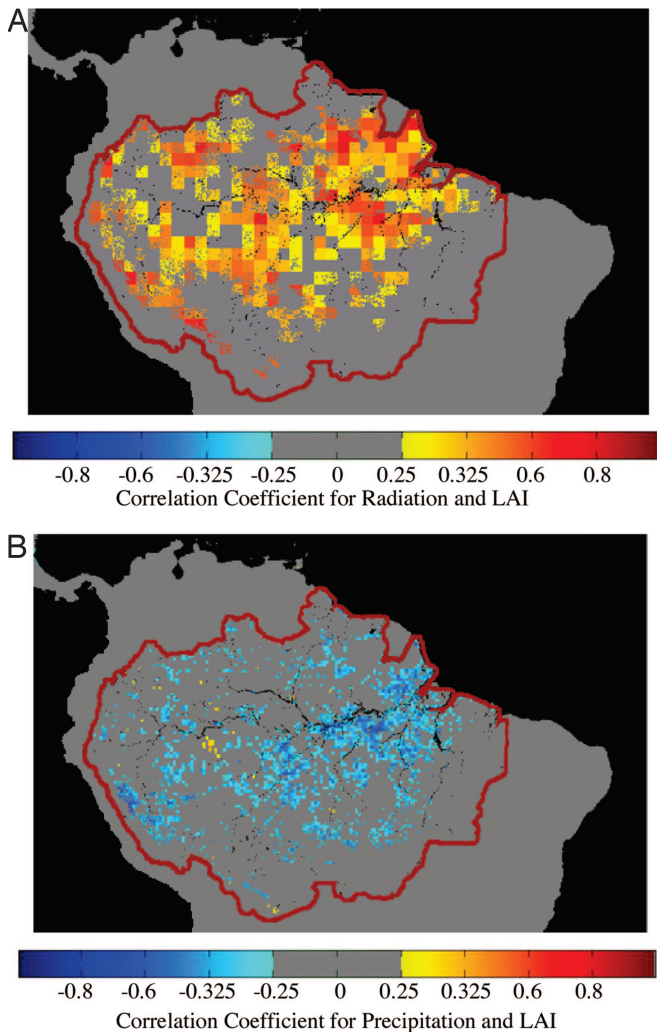 A
-0.8 -0.6 -0.325 -0.25 0 0.25 0.325 0.6 0.8
Correlation Coefficient for Radiation and LAI
B
-0.8 -0.6 -0.325 -0.25 0 0.25 0.325 0.6 0.8
Correlation Coefficient for Precipitation and LAI